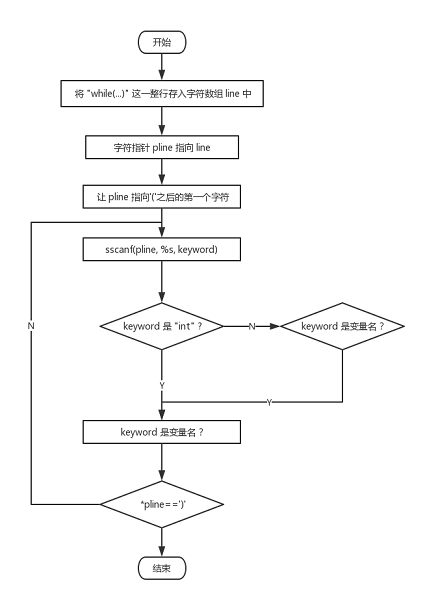 开始
将 "while(...)" 这一整行存入字符数组 line 中
字符指针 pline 指向 line
让 pline 指向'('之后的第一个字符
sscanf(pline, %s, keyword)
N
keyword 是 "int" ?
N
keyword 是变量名 ?
Y
Y
keyword 是变量名 ?
*pline==')'
结束